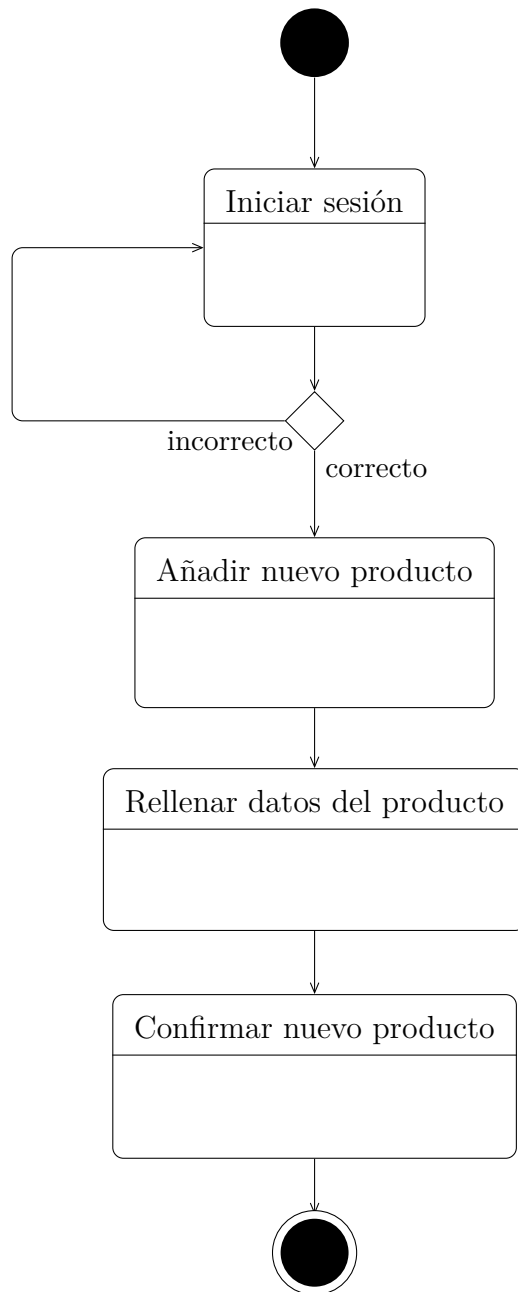 Iniciar sesión
incorrecto
correcto
Añadir nuevo producto
Rellenar datos del producto
Confirmar nuevo producto